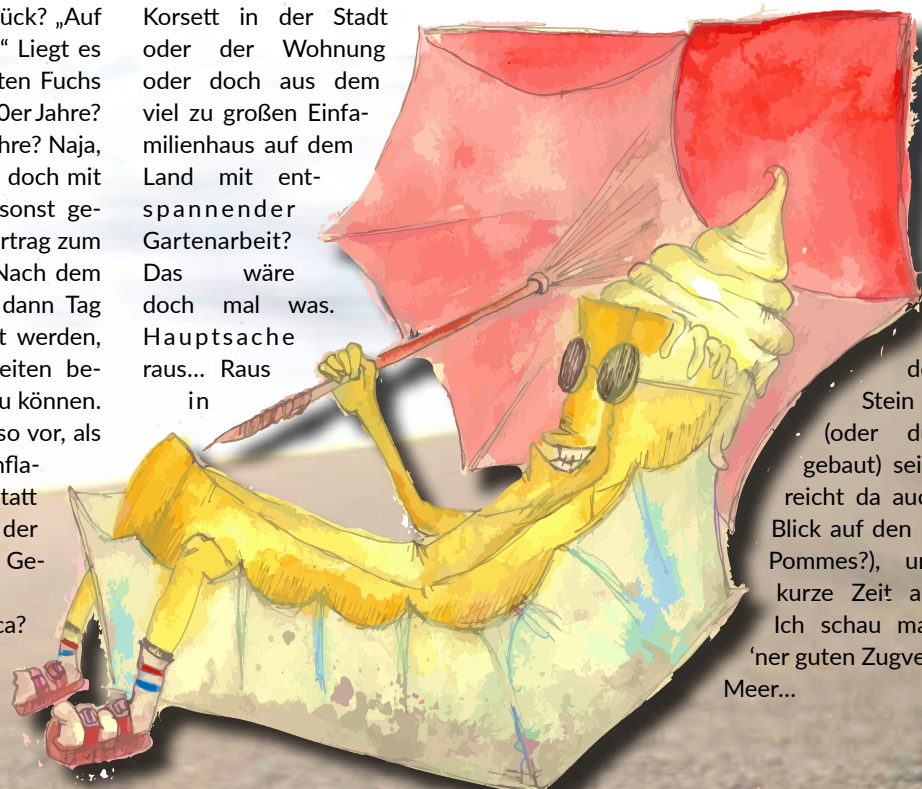 ück? „Auf
“ Liegt es
ten Fuchs
0er Jahre?
hre? Naja,
doch mit
sonst ge-
rtrag zum
Nach dem
dann Tag
t werden,
eiten be-
u können.
so vor, als
nfla-
tatt
der
Ge-
ca?
Korsett in der Stadt
oder der Wohnung
oder doch aus dem
viel zu großen Einfa-
milienhaus auf dem
Land mit ent-
spannender
Gartenarbeit?
Das wäre
doch mal was.
Hauptsache
raus... Raus
in
de
Stein
(oder d
gebaut) sei
reicht da auc
Blick auf den
Pommes?), un
kurze Zeit a
Ich schau ma
‘ner guten Zugve
Meer...